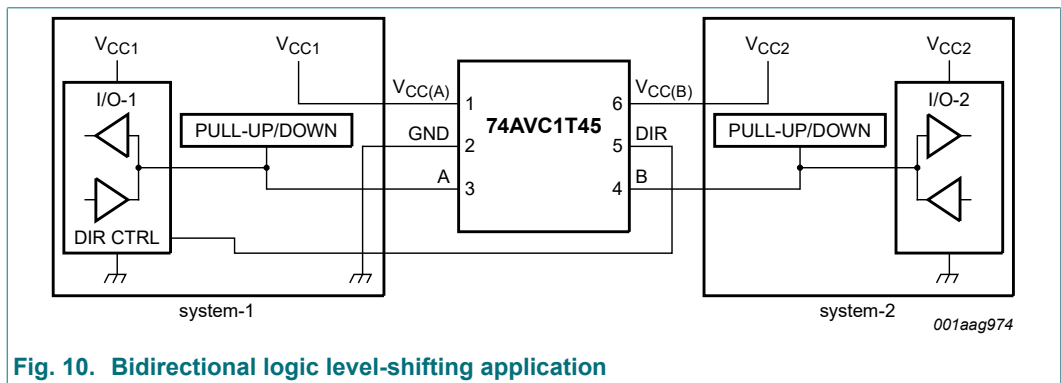 VCC1
VCC1
VCC2
VCC2
I/O-1
PULL-UP/DOWN
DIR CTRL
system-1
VCC(A)
GND
A
1
2
3
74AVC1T45
6
5
4
VCC(B)
DIR
B
PULL-UP/DOWN
I/O-2
system-2
001aag974
Fig. 10. Bidirectional logic level-shifting application